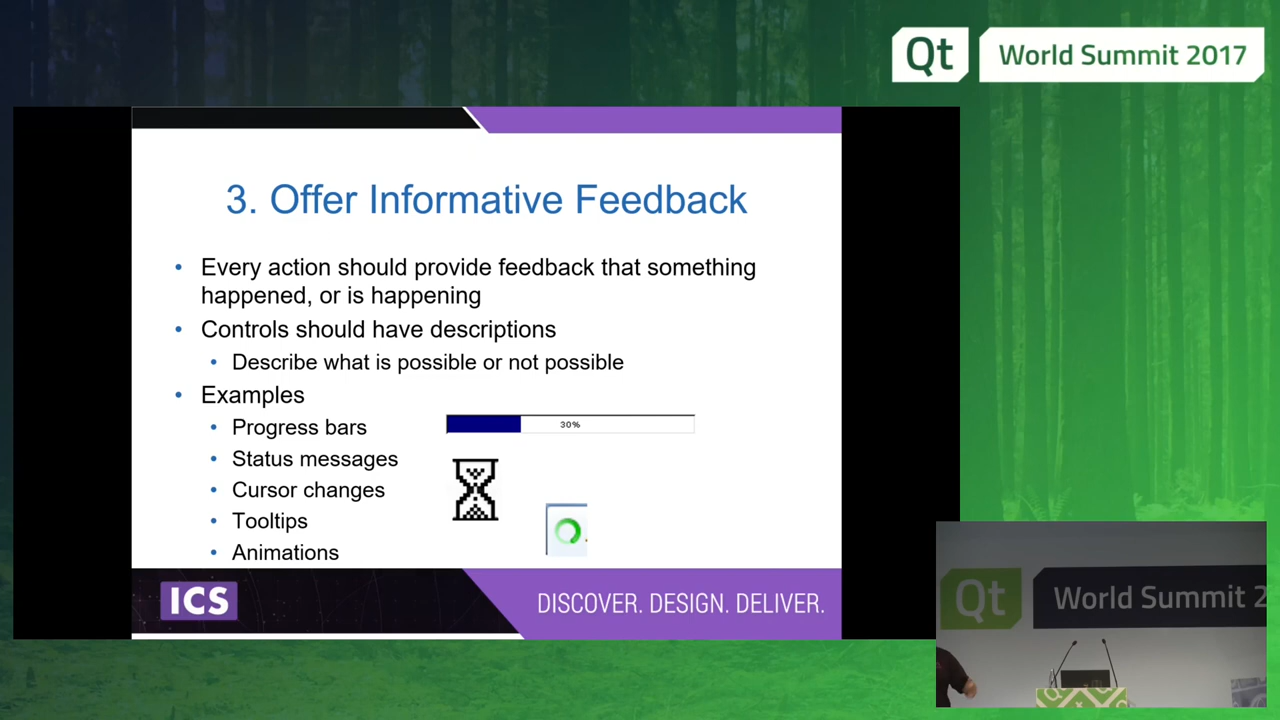 Qt World Summit 2017
3. Offer Informative Feedback
• Every action should provide feedback that something
happened, or is happening
• Controls should have descriptions
• Describe what is possible or not possible
• Examples
• Progress bars
30%
• Status messages
• Cursor changes
• Tooltips
• Animations
ICS
DISCOVER. DESIGN. DELIVER.
Qt World Summit 2
Qt